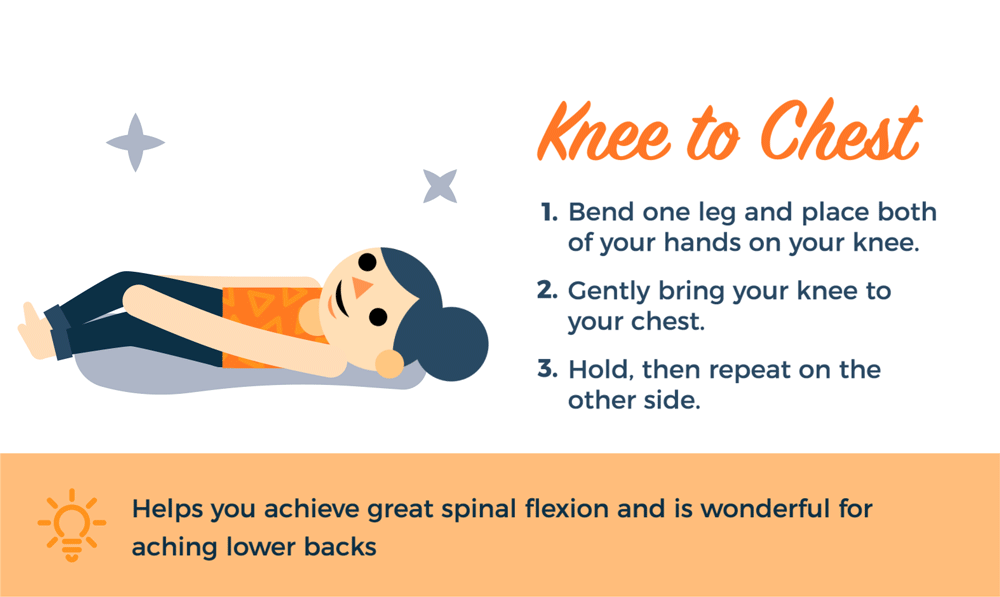 Knee to Chest
1. Bend one leg and place both
of your hands on your knee.
2. Gently bring your knee to
your chest.
3. Hold, then repeat on the
other side.
Helps you achieve great spinal flexion and is wonderful for
aching lower backs